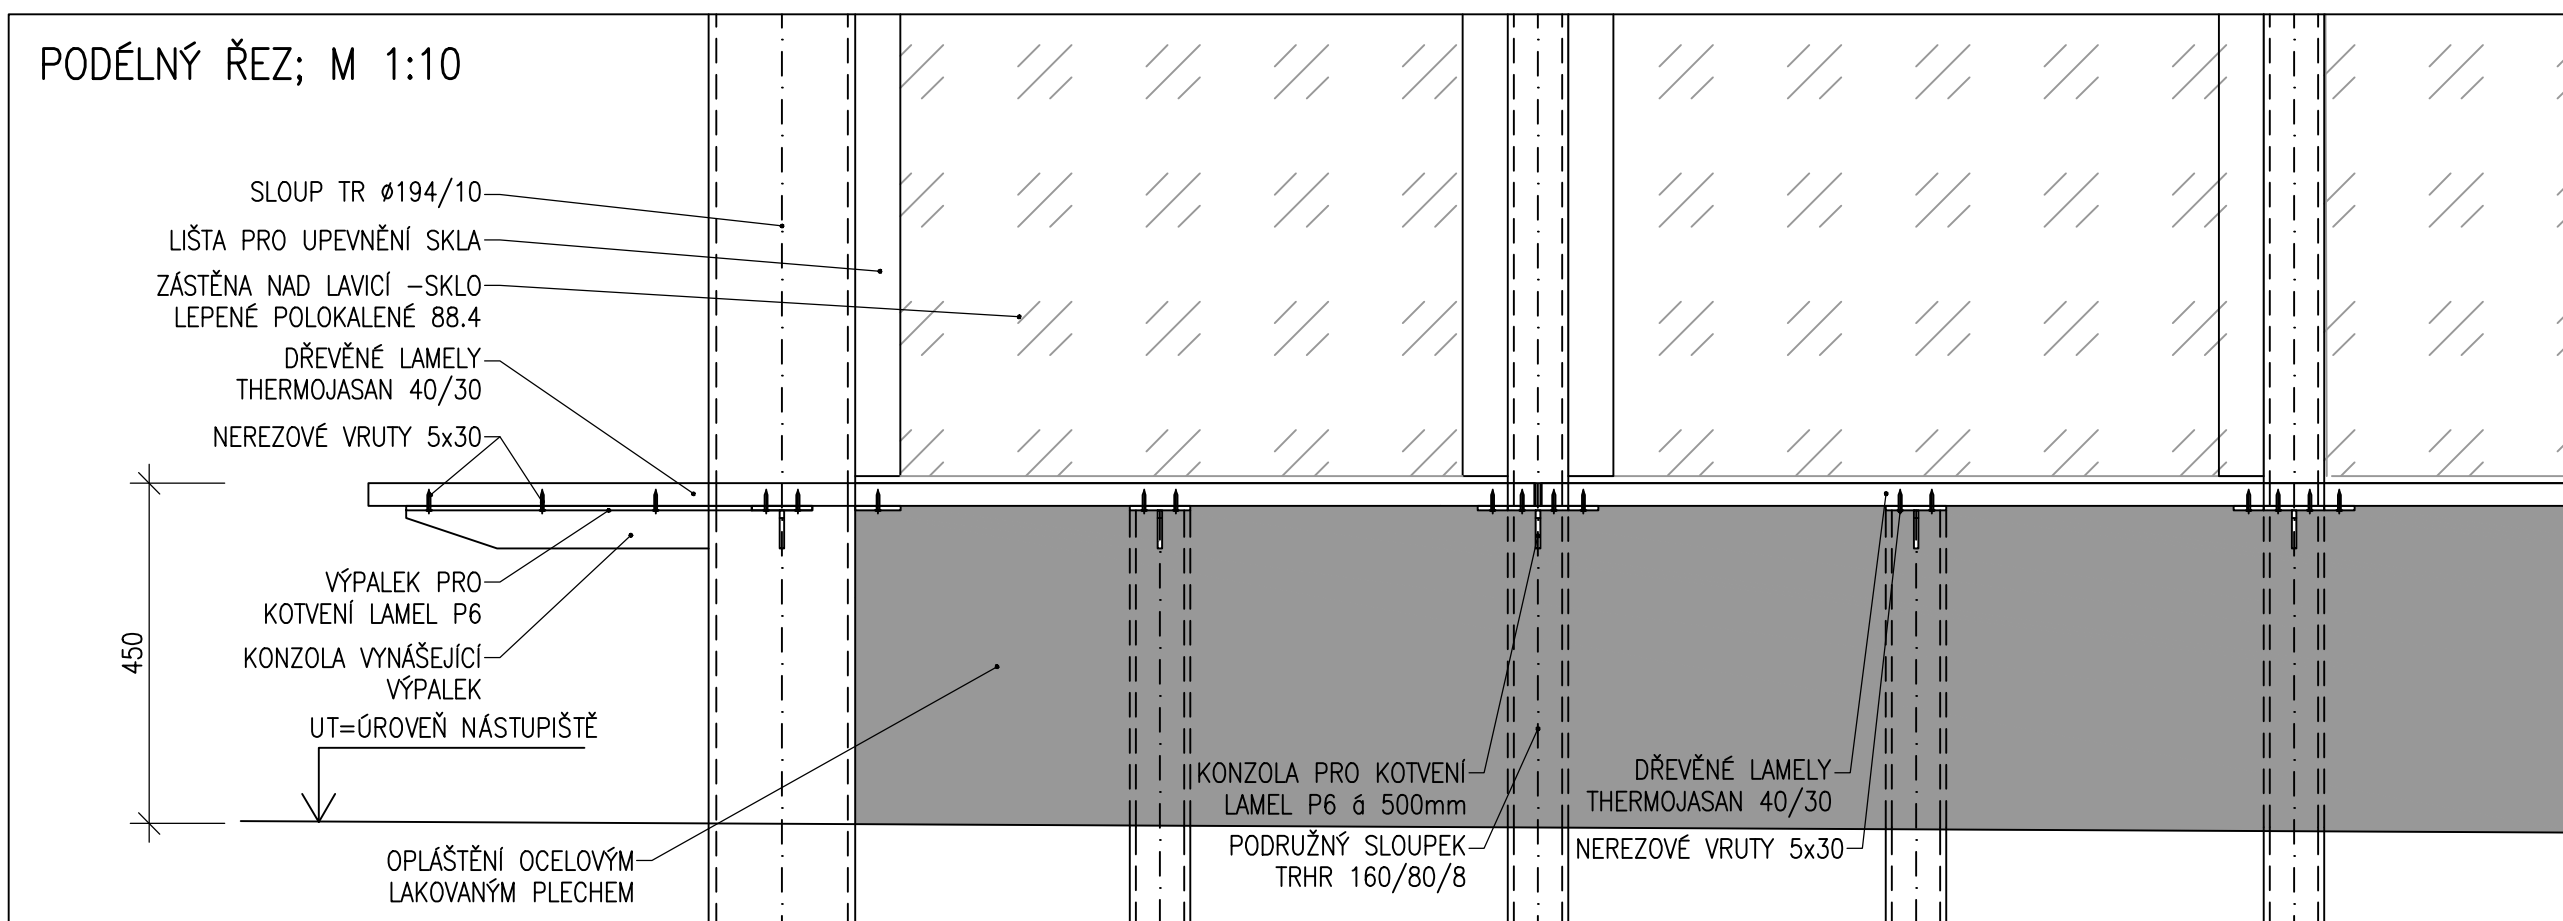 PODÉLNÝ ŘEZ; M 1:10
SLOUP TR ø194/10
LIŠTA PRO UPEVNĚNÍ SKLA
ZÁSTĚNA NAD LAVICÍ -SKLO
LEPENÉ POLOKALENÉ 88.4
DŘEVĚNÉ LAMELY
THERMOJASAN 40/30
NEREZOVÉ VRUTY 5x30
VÝPALEK PRO
KOTVENÍ LAMEL P6
KONZOLA VYNÁŠEJÍCÍ
VÝPALEK
450
UT=ÚROVEŇ NÁSTUPIŠTĚ
OPLÁŠTĚNÍ OCELOVÝM
LAKOVANÝM PLECHEM
KONZOLA PRO KOTVENÍ
LAMEL P6 á 500mm
PODRUŽNÝ SLOUPEK
TRHR 160/80/8
DŘEVĚNÉ LAMELY
THERMOJASAN 40/30
NEREZOVÉ VRUTY 5x30